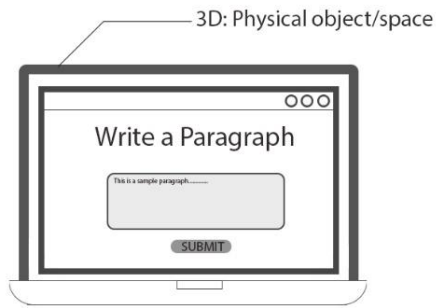 3D: Physical object/space
Write a Paragraph
This is a sample paragraph............
SUBMIT